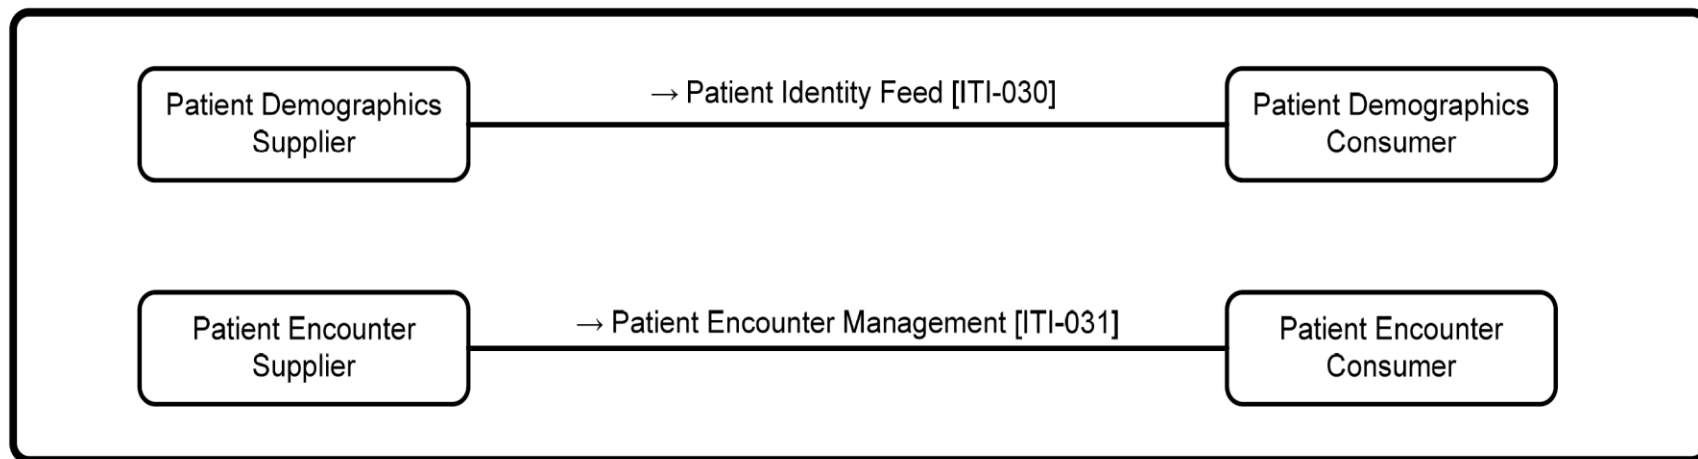 Patient Demographics
Supplier
→ Patient Identity Feed [ITI-030]
Patient Demographics
Consumer
Patient Encounter
Supplier
→ Patient Encounter Management [ITI-031]
Patient Encounter
Consumer